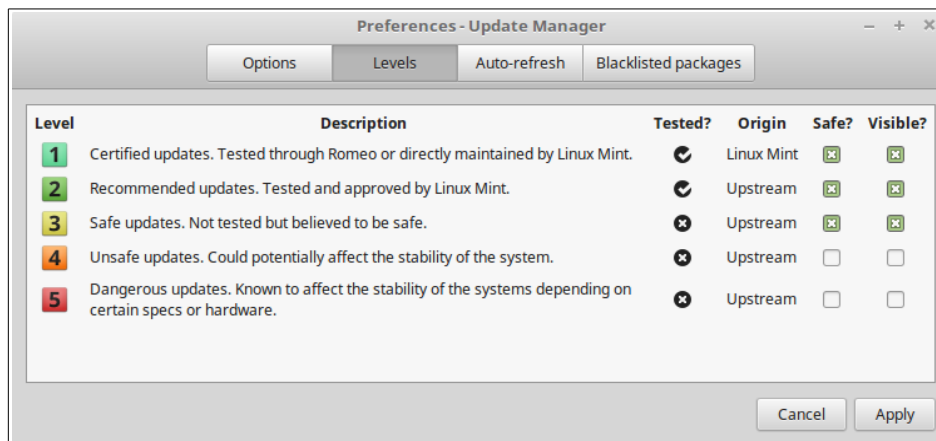 Preferences - Update Manager
Options Levels Auto-refresh Blacklisted packages
Level Description Tested? Origin Safe? Visible?
1 Certified updates. Tested through Romeo or directly maintained by Linux Mint. Linux Mint
2 Recommended updates. Tested and approved by Linux Mint. Upstream
3 Safe updates. Not tested but believed to be safe. Upstream
4 Unsafe updates. Could potentially affect the stability of the system. Upstream
5 Dangerous updates. Known to affect the stability of the systems depending on
certain specs or hardware. Upstream
Cancel Apply